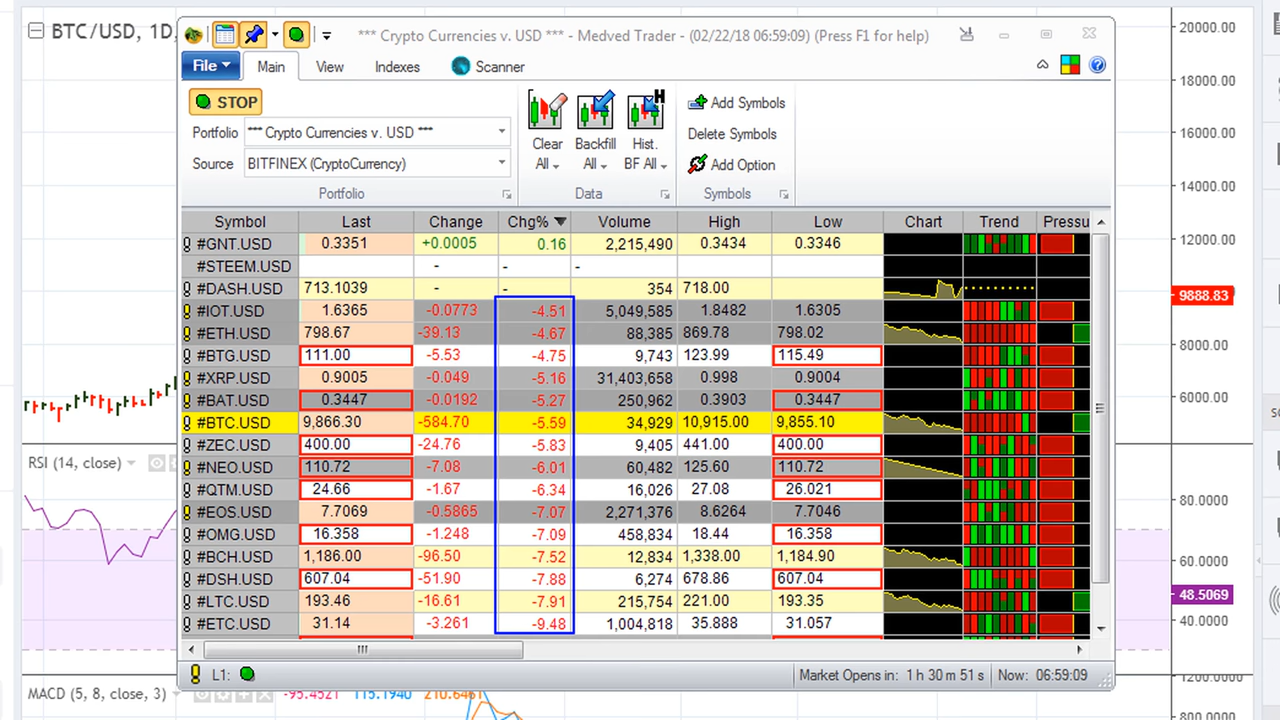 BTC/USD, 1D,
*** Crypto Currencies v. USD *** - Medved Trader - (02/22/18 06:59:09) (Press F1 for help)
File Main View Indexes Scanner
STOP
Portfolio *** Crypto Currencies v. USD ***
Source BITFINEX (CryptoCurrency)
Portfolio
Clear All
Backfill All
Hist. BF All
Data
Add Symbols
Delete Symbols
Add Option
Symbols
Symbol Last Change Chg% Volume High Low Chart Trend Pressu
#GNT.USD 0.3351 +0.0005 0.16 2,215,490 0.3434 0.3346
#STEEM.USD - - -
#DASH.USD 713.1039 - - 354 718.00
#IOT.USD 1.6365 -0.0773 -4.51 5,049,585 1.8482 1.6305
#ETH.USD 798.67 -39.13 -4.67 88,385 869.78 798.02
#BTG.USD 111.00 -5.53 -4.75 9,743 123.99 115.49
#XRP.USD 0.9005 -0.049 -5.16 31,403,658 0.998 0.9004
#BAT.USD 0.3447 -0.0192 -5.27 250,962 0.3903 0.3447
#BTC.USD 9,866.30 -584.70 -5.59 34,929 10,915.00 9,855.10
#ZEC.USD 400.00 -24.76 -5.83 9,405 441.00 400.00
#NEO.USD 110.72 -7.08 -6.01 60,482 125.60 110.72
#QTM.USD 24.66 -1.67 -6.34 16,026 27.08 26.021
#EOS.USD 7.7069 -0.5865 -7.07 2,271,376 8.6264 7.7046
#OMG.USD 16.358 -1.248 -7.09 458,834 18.44 16.358
#BCH.USD 1,186.00 -96.50 -7.52 12,834 1,338.00 1,184.90
#DSH.USD 607.04 -51.90 -7.88 6,274 678.86 607.04
#LTC.USD 193.46 -16.61 -7.91 215,754 221.00 193.35
#ETC.USD 31.14 -3.261 -9.48 1,004,818 35.888 31.057
L1: Market Opens in: 1 h 30 m 51 s Now: 06:59:09
20000.00
18000.00
16000.00
14000.00
12000.00
9888.83
8000.00
6000.00
RSI (14, close)
80.0000
60.0000
48.5069
40.0000
MACD (5, 8, close, 3) -95.4521 115.1940 210.6461
1200.0000
800.0000